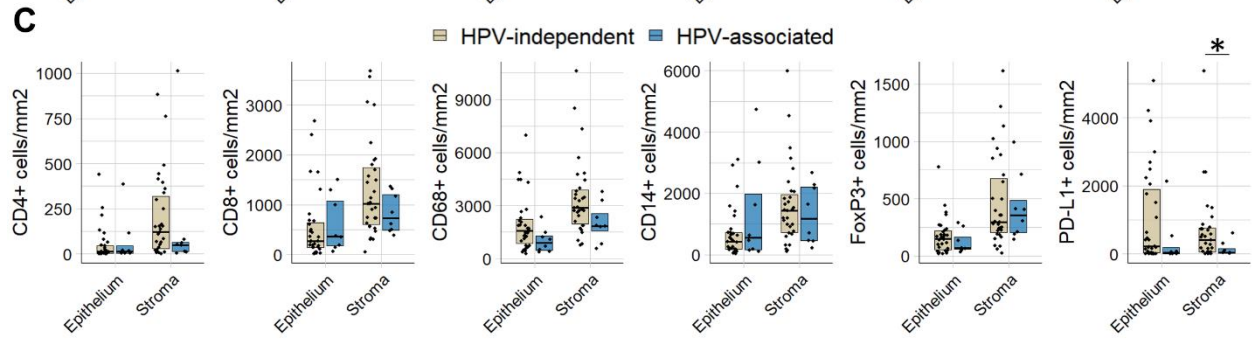 C
HPV-independent HPV-associated
*
CD4+ cells/mm2
1000
750
500
250
0
Epithelium
Stroma
CD8+ cells/mm2
3000
2000
1000
0
Epithelium
Stroma
CD68+ cells/mm2
9000
6000
3000
0
Epithelium
Stroma
CD14+ cells/mm2
6000
4000
2000
0
Epithelium
Stroma
FoxP3+ cells/mm2
1500
1000
500
0
Epithelium
Stroma
PD-L1+ cells/mm2
4000
2000
0
Epithelium
Stroma